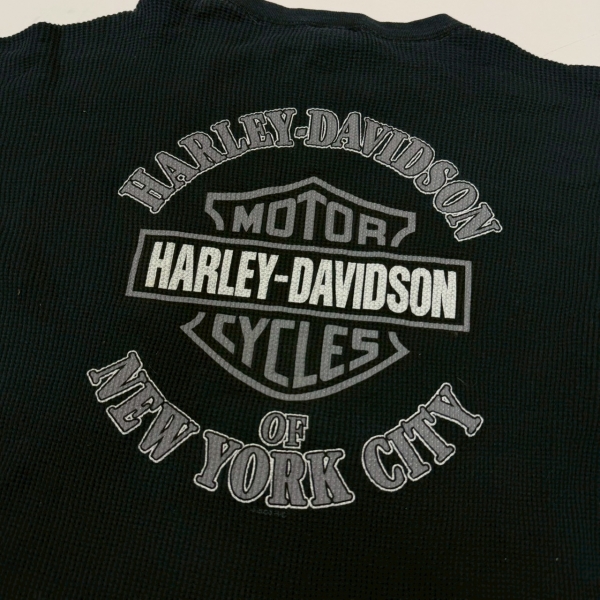 HARLEY-DAVIDSON
MOTOR
HARLEY-DAVIDSON
CYCLES
OF
NEW YORK CITY